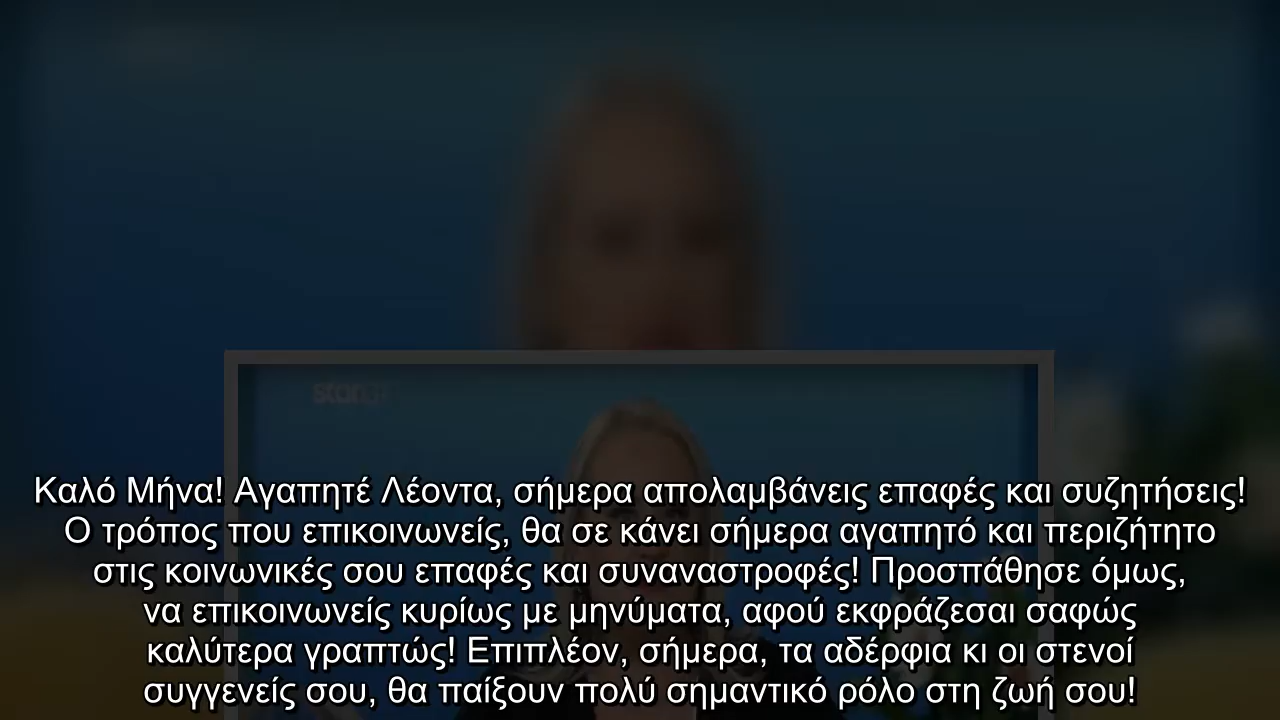 star.gr
Καλό Μήνα! Αγαπητέ Λέοντα, σήμερα απολαμβάνεις επαφές και συζητήσεις!
Ο τρόπος που επικοινωνείς, θα σε κάνει σήμερα αγαπητό και περιζήτητο
στις κοινωνικές σου επαφές και συναναστροφές! Προσπάθησε όμως,
να επικοινωνείς κυρίως με μηνύματα, αφού εκφράζεσαι σαφώς
καλύτερα γραπτώς! Επιπλέον, σήμερα, τα αδέρφια κι οι στενοί
συγγενείς σου, θα παίξουν πολύ σημαντικό ρόλο στη ζωή σου!